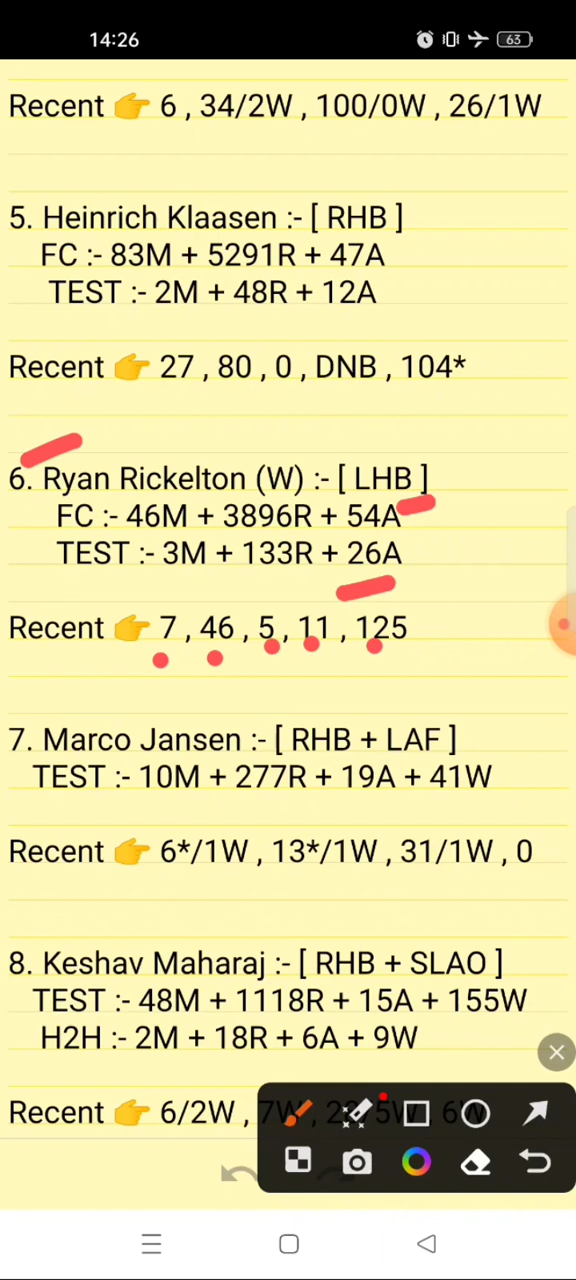 14:26
63
Recent 👉 6 , 34/2W , 100/0W , 26/1W
5. Heinrich Klaasen :- [ RHB ]
FC :- 83M + 5291R + 47A
TEST :- 2M + 48R + 12A
Recent 👉 27 , 80 , 0 , DNB , 104*
6. Ryan Rickelton (W) :- [ LHB ]
FC :- 46M + 3896R + 54A
TEST :- 3M + 133R + 26A
Recent 👉 7 , 46 , 5 , 11 , 125
7. Marco Jansen :- [ RHB + LAF ]
TEST :- 10M + 277R + 19A + 41W
Recent 👉 6*/1W , 13*/1W , 31/1W , 0
8. Keshav Maharaj :- [ RHB + SLAO ]
TEST :- 48M + 1118R + 15A + 155W
H2H :- 2M + 18R + 6A + 9W
Recent 👉 6/2W , 7W